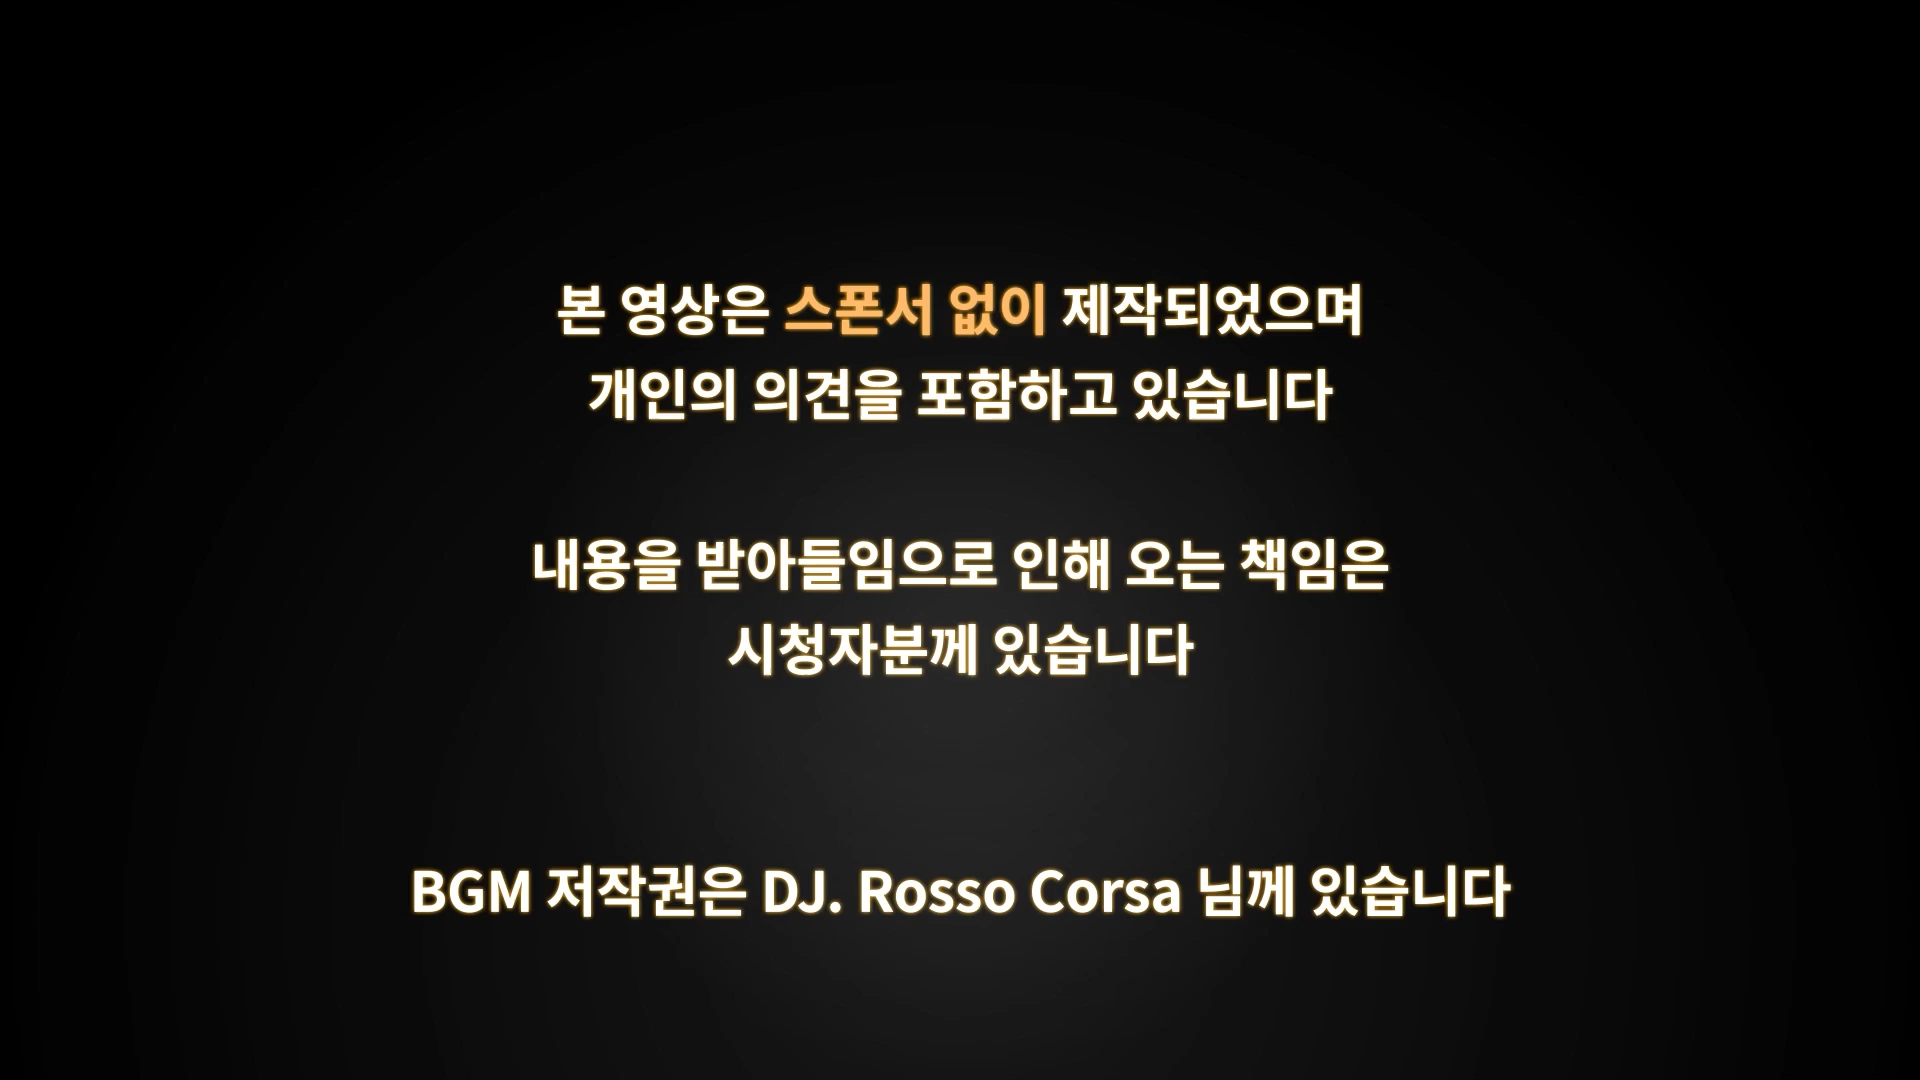 본 영상은 스폰서 없이 제작되었으며
개인의 의견을 포함하고 있습니다
내용을 받아들임으로 인해 오는 책임은
시청자분께 있습니다
BGM 저작권은 DJ. Rosso Corsa 님께 있습니다